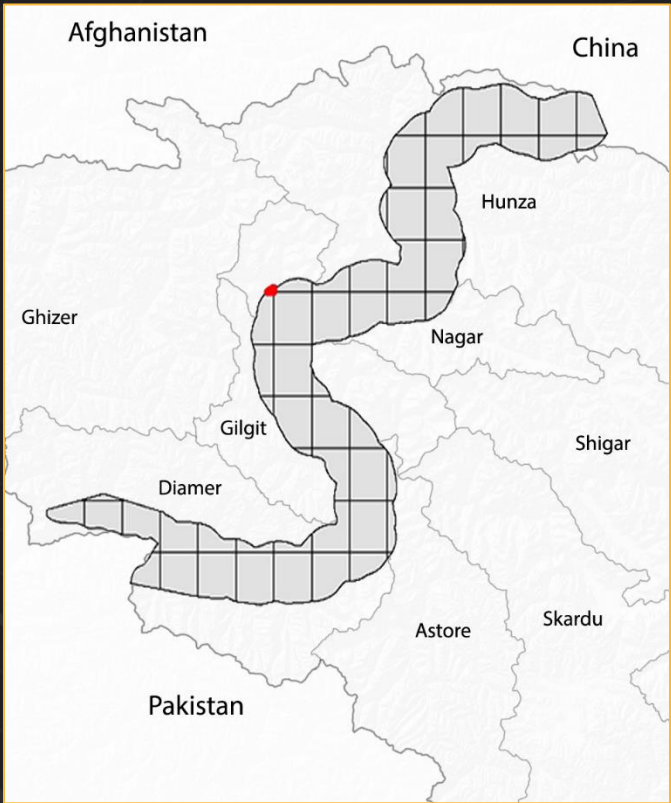 Afghanistan
China
Hunza
Ghizer
Nagar
Gilgit
Shigar
Diamer
Skardu
Astore
Pakistan